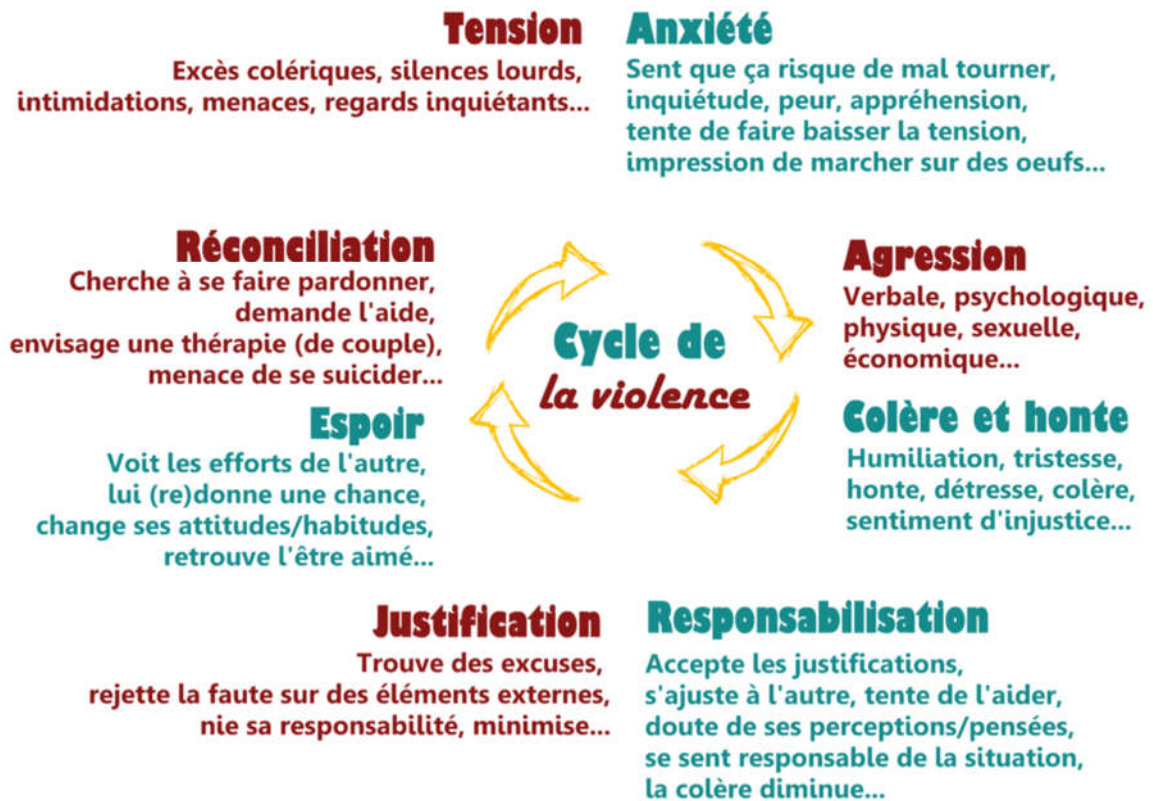 Tension
Excès colériques, silences lourds,
intimidations, menaces, regards inquiétants...
Anxiété
Sent que ça risque de mal tourner,
inquiétude, peur, appréhension,
tente de faire baisser la tension,
impression de marcher sur des oeufs...
Réconciliation
Cherche à se faire pardonner,
demande l'aide,
envisage une thérapie (de couple),
menace de se suicider...
Espoir
Voit les efforts de l'autre,
lui (re)donne une chance,
change ses attitudes/habitudes,
retrouve l'être aimé...
Cycle de
la violence
Agression
Verbale, psychologique,
physique, sexuelle,
économique...
Colère et honte
Humiliation, tristesse,
honte, détresse, colère,
sentiment d'injustice...
Justification
Trouve des excuses,
rejette la faute sur des éléments externes,
nie sa responsabilité, minimise...
Responsabilisation
Accepte les justifications,
s'ajuste à l'autre, tente de l'aider,
doute de ses perceptions/pensées,
se sent responsable de la situation,
la colère diminue...